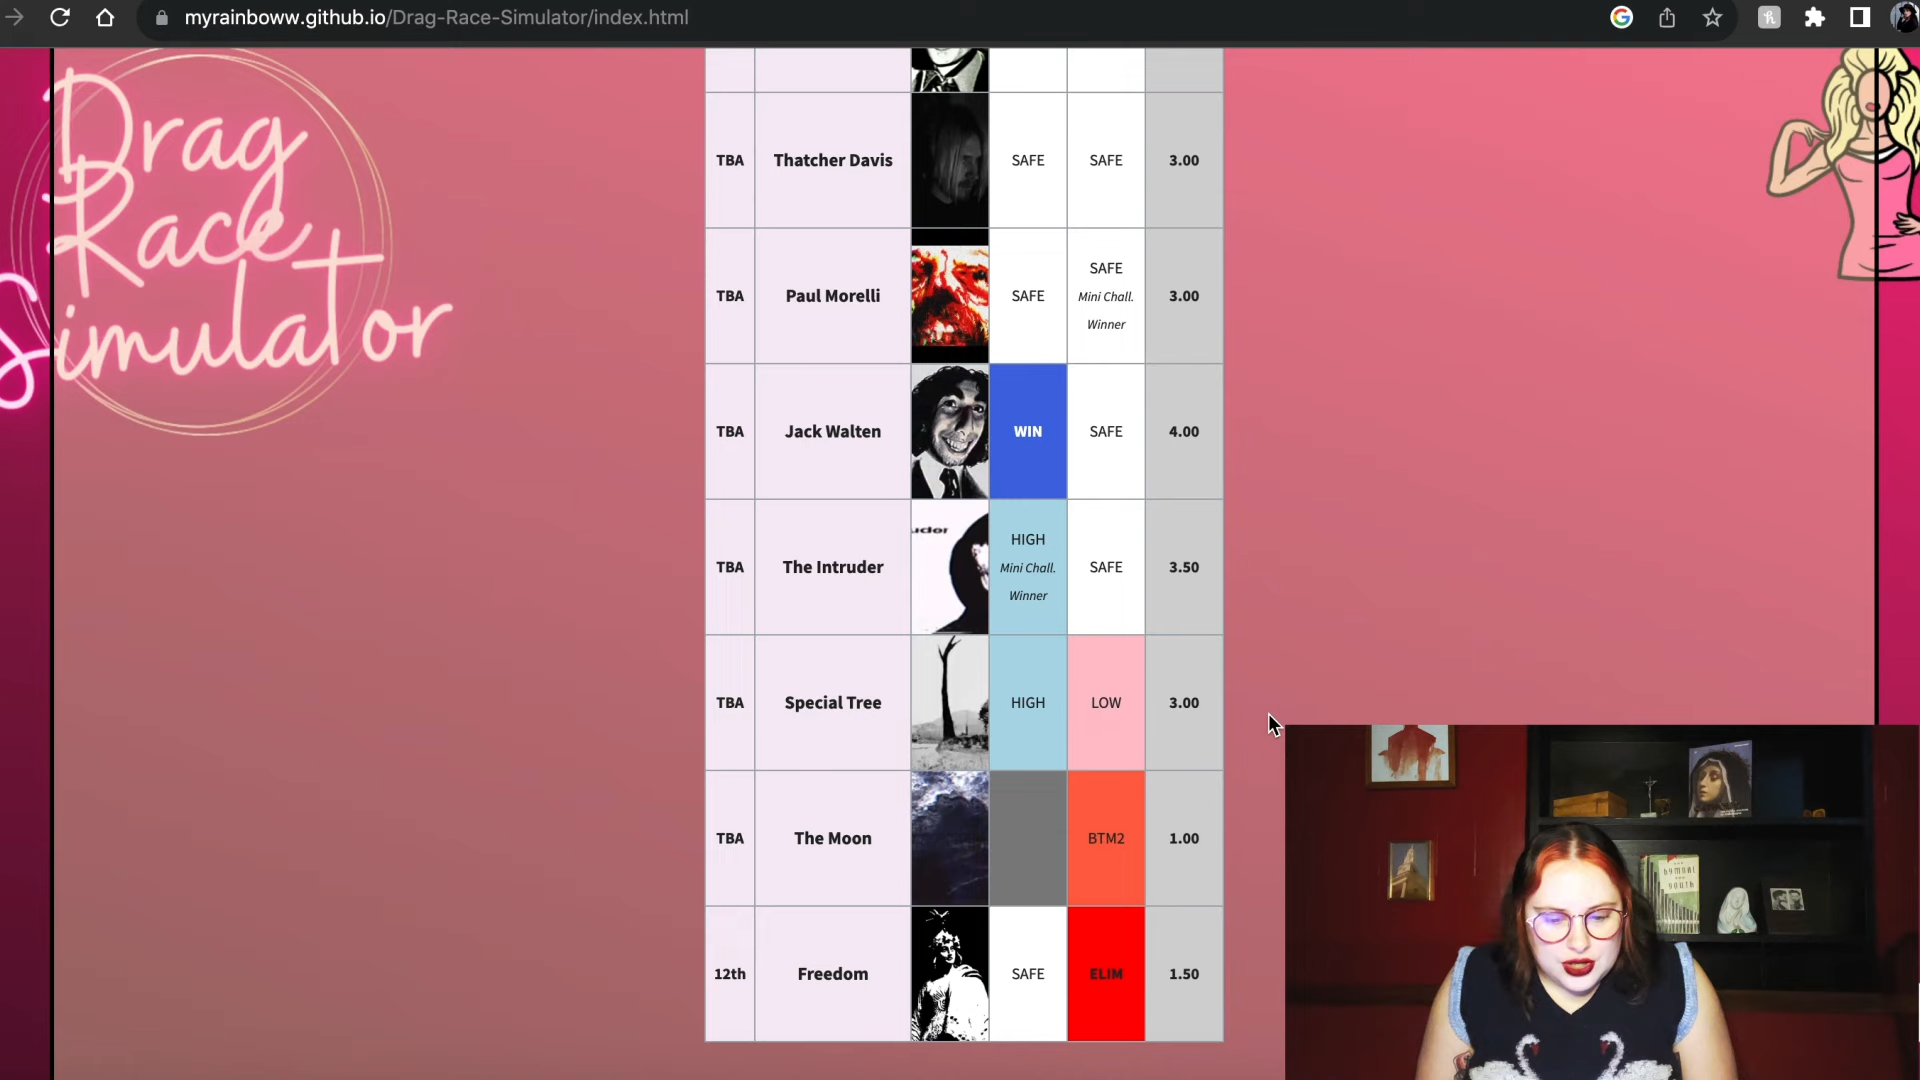 myrainboww.github.io/Drag-Race-Simulator/index.html
Drag
Race
Simulator
TBA Thatcher Davis SAFE SAFE 3.00
TBA Paul Morelli SAFE SAFE Mini Chall. Winner 3.00
TBA Jack Walten WIN SAFE 4.00
TBA The Intruder HIGH Mini Chall. Winner SAFE 3.50
TBA Special Tree HIGH LOW 3.00
TBA The Moon BTM2 1.00
12th Freedom SAFE ELIM 1.50
HYMNAL
FOR
YOUTH